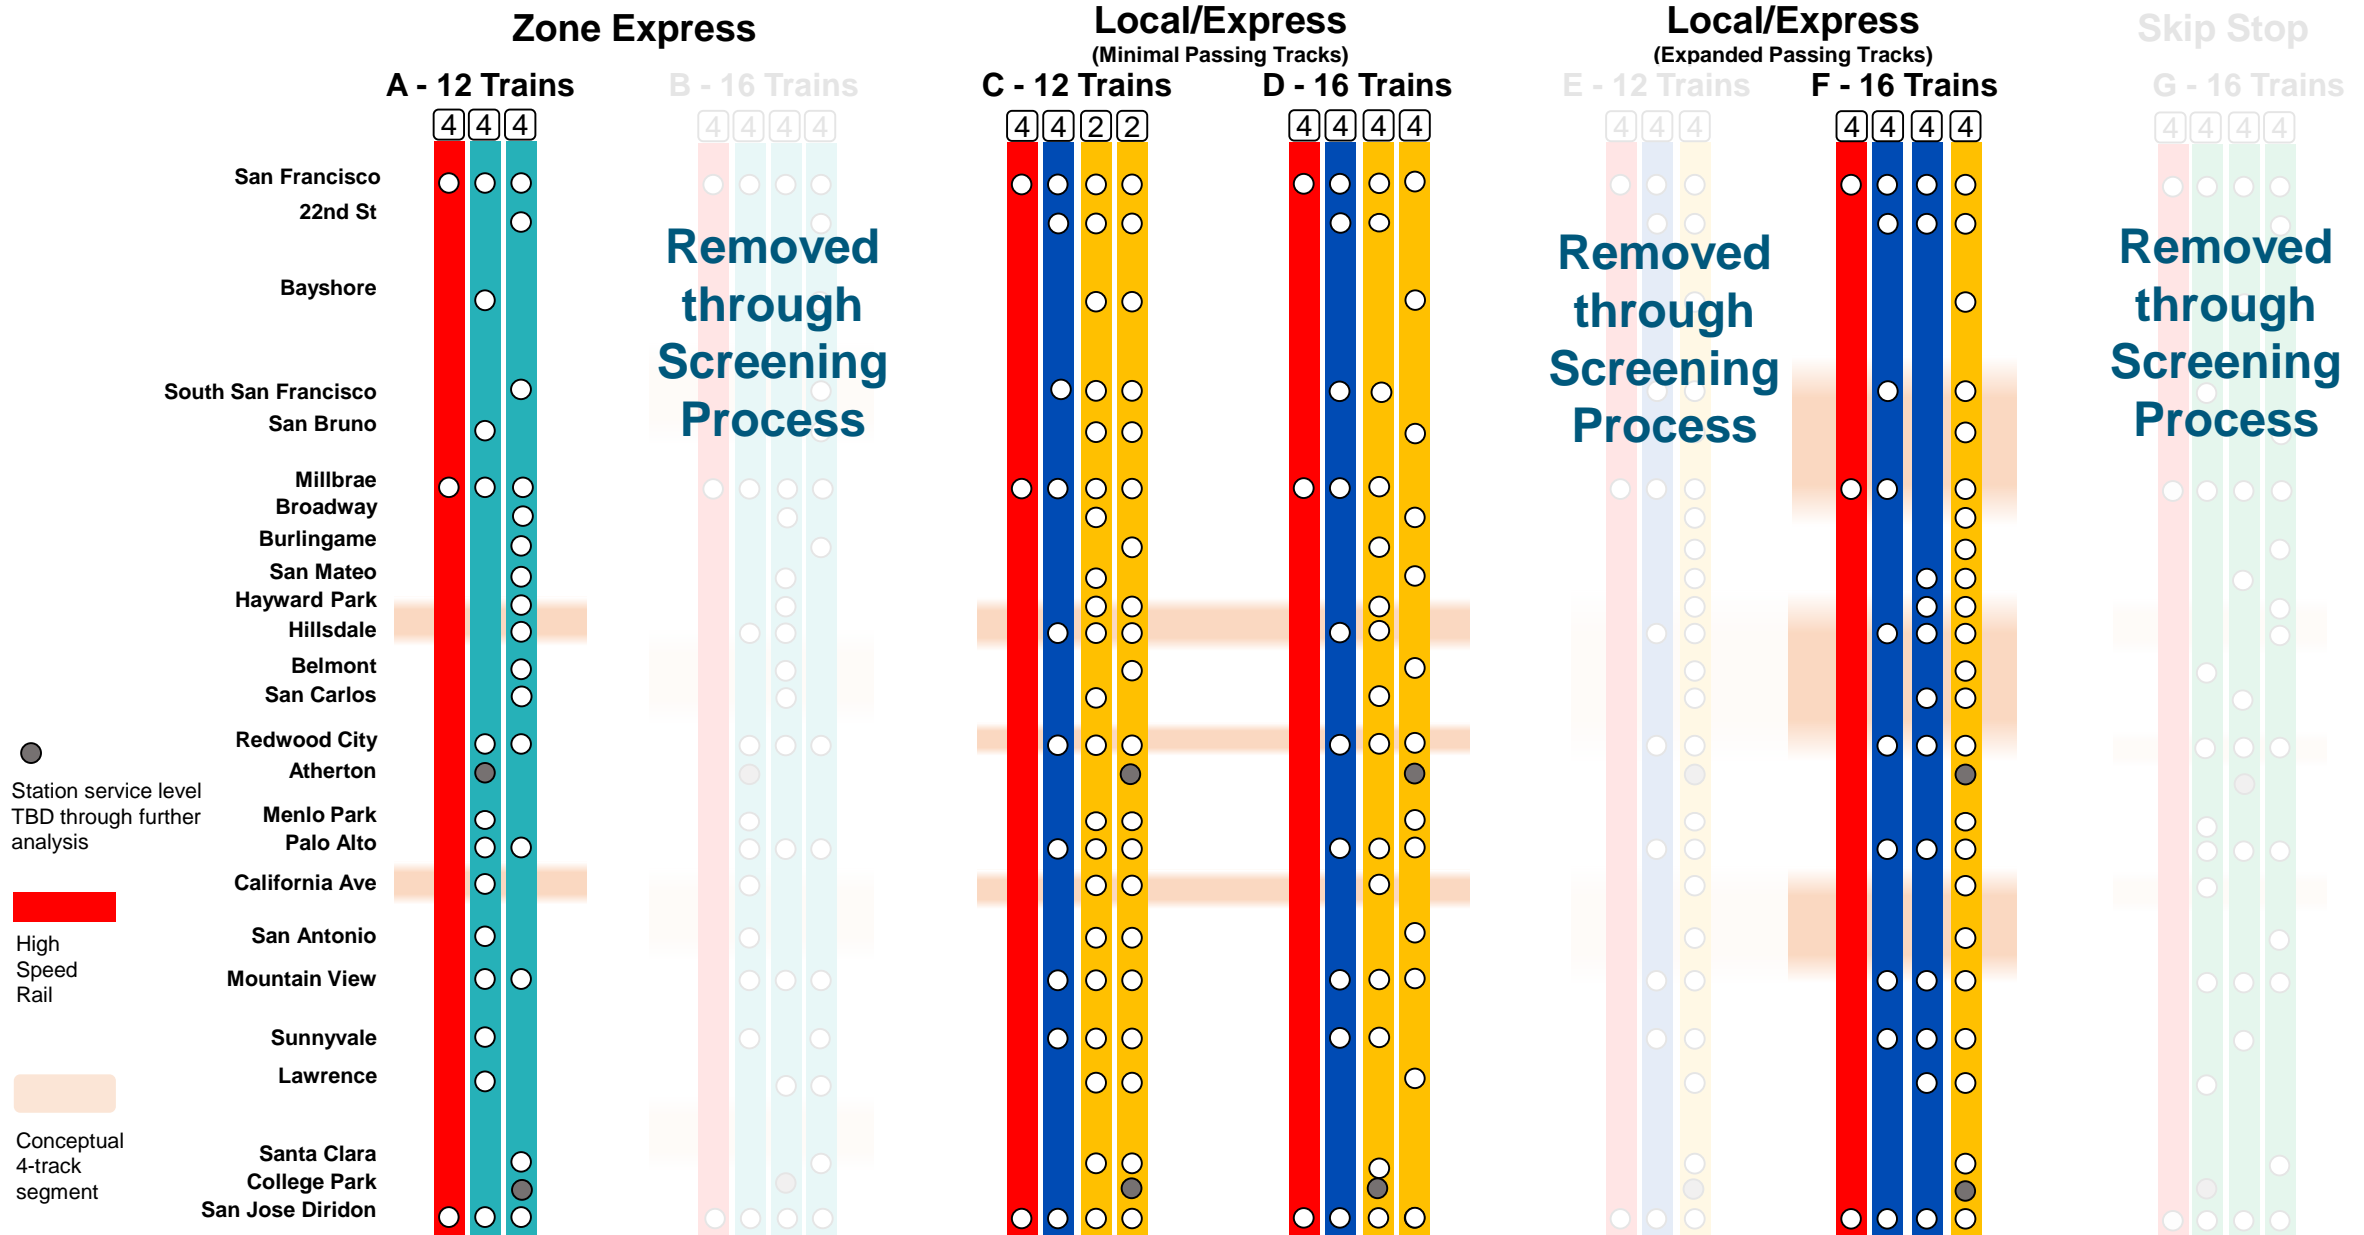 Zone Express
Local/Express
(Minimal Passing Tracks)
Local/Express
(Expanded Passing Tracks)
Skip Stop
A - 12 Trains
B - 16 Trains
C - 12 Trains
D - 16 Trains
E - 12 Trains
F - 16 Trains
G - 16 Trains
4 4 4
4 4 4 4
4 4 2 2
4 4 4 4
4 4 4
4 4 4 4
4 4 4 4
San Francisco
22nd St
Bayshore
South San Francisco
San Bruno
Millbrae
Broadway
Burlingame
San Mateo
Hayward Park
Hillsdale
Belmont
San Carlos
Redwood City
Atherton
Menlo Park
Palo Alto
California Ave
San Antonio
Mountain View
Sunnyvale
Lawrence
Santa Clara
College Park
San Jose Diridon
Removed
through
Screening
Process
Removed
through
Screening
Process
Removed
through
Screening
Process
Station service level
TBD through further
analysis
High
Speed
Rail
Conceptual
4-track
segment